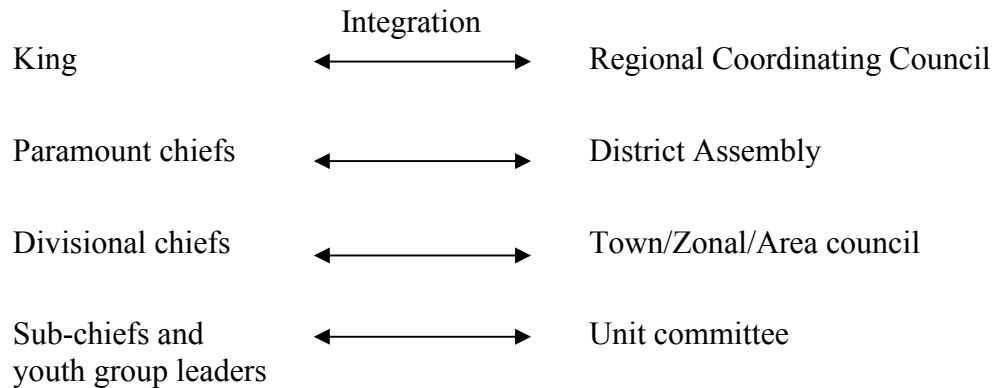 Integration
King Regional Coordinating Council
Paramount chiefs District Assembly
Divisional chiefs Town/Zonal/Area council
Sub-chiefs and Unit committee
youth group leaders